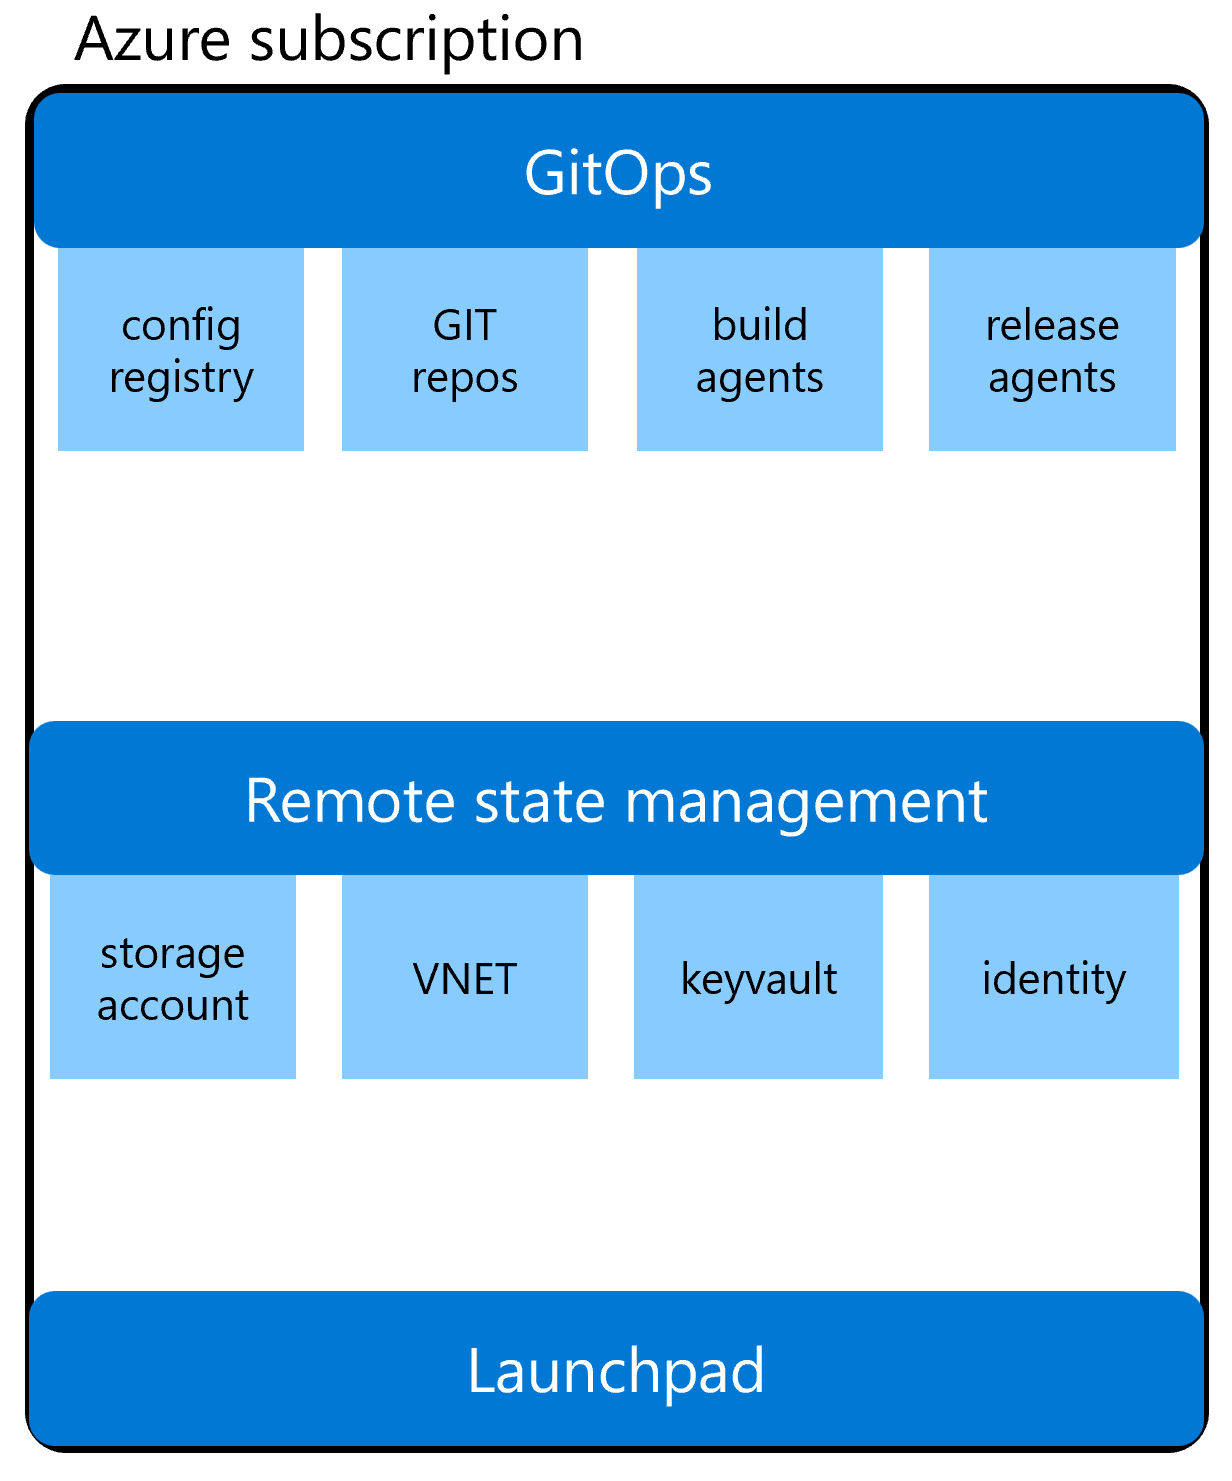 Azure subscription
GitOps
config
registry
GIT
repos
build
agents
release
agents
Remote state management
storage
account
VNET
keyvault
identity
Launchpad